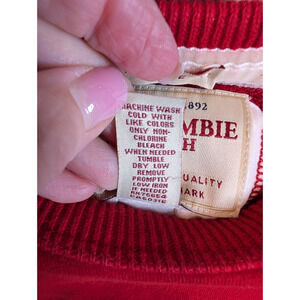 MACHINE WASH
COLD WITH
LIKE COLORS
ONLY NON-
CHLORINE
BLEACH
WHEN NEEDED
TUMBLE
DRY LOW
REMOVE
PROMPTLY
LOW IRON
IF NEEDED
1892
MBIE
H
UALITY
ARK